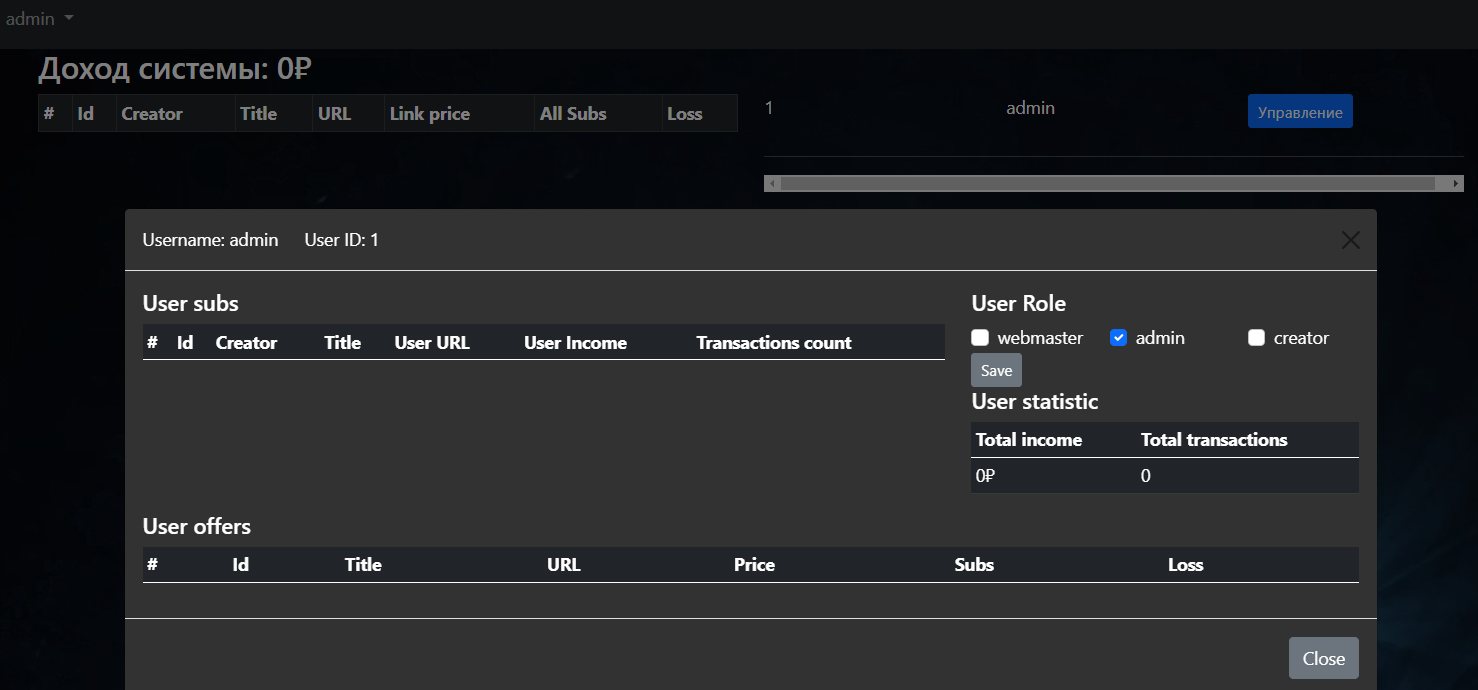 admin
Доход системы: 0₽
# Id Creator Title URL Link price All Subs Loss
1 admin Управление
Username: admin User ID: 1
User subs
# Id Creator Title User URL User Income Transactions count
User Role
webmaster admin creator
Save
User statistic
Total income Total transactions
0₽ 0
User offers
# Id Title URL Price Subs Loss
Close